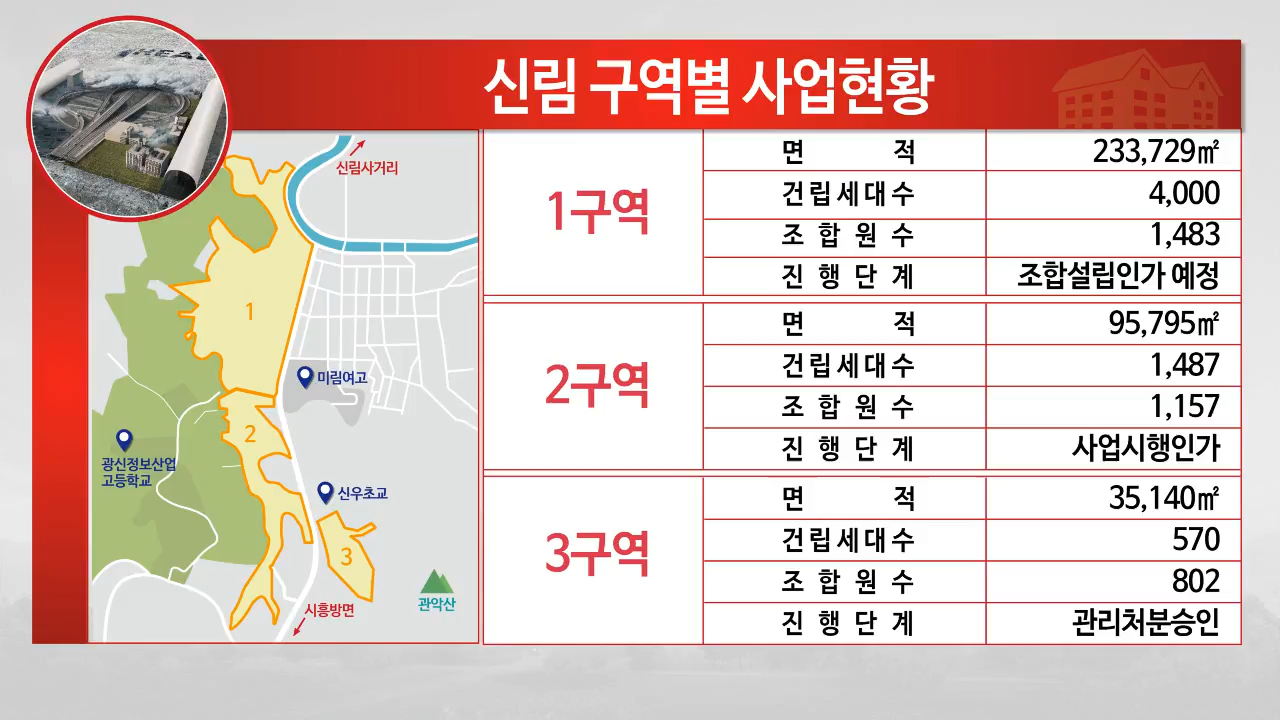 신림 구역별 사업현황
신림사거리
1
미림여고
2
광신정보산업
고등학교
신우초교
3
관악산
시흥방면
1구역
면 적 233,729㎡
건립세대수 4,000
조합원수 1,483
진행단계 조합설립인가 예정
2구역
면 적 95,795㎡
건립세대수 1,487
조합원수 1,157
진행단계 사업시행인가
3구역
면 적 35,140㎡
건립세대수 570
조합원수 802
진행단계 관리처분승인